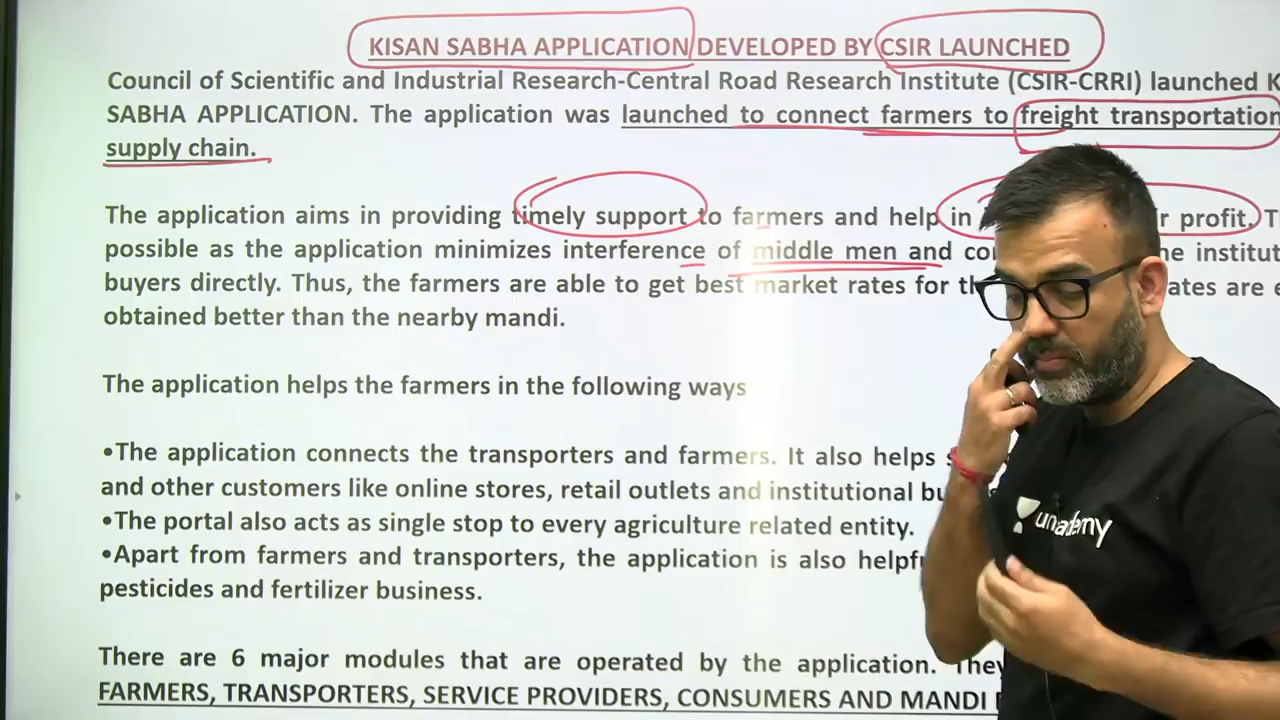 KISAN SABHA APPLICATION DEVELOPED BY CSIR LAUNCHED
Council of Scientific and Industrial Research-Central Road Research Institute (CSIR-CRRI) launched
SABHA APPLICATION. The application was launched to connect farmers to freight transportation
supply chain.
The application aims in providing timely support to farmers and help in profit.
possible as the application minimizes interference of middle men and
buyers directly. Thus, the farmers are able to get best market rates for are
obtained better than the nearby mandi.
The application helps the farmers in the following ways
•The application connects the transporters and farmers. It also helps
and other customers like online stores, retail outlets and institutional
•The portal also acts as single stop to every agriculture related entity.
•Apart from farmers and transporters, the application is also
pesticides and fertilizer business.
There are 6 major modules that are operated by the application. They
FARMERS, TRANSPORTERS, SERVICE PROVIDERS, CONSUMERS AND MANDI
unacademy